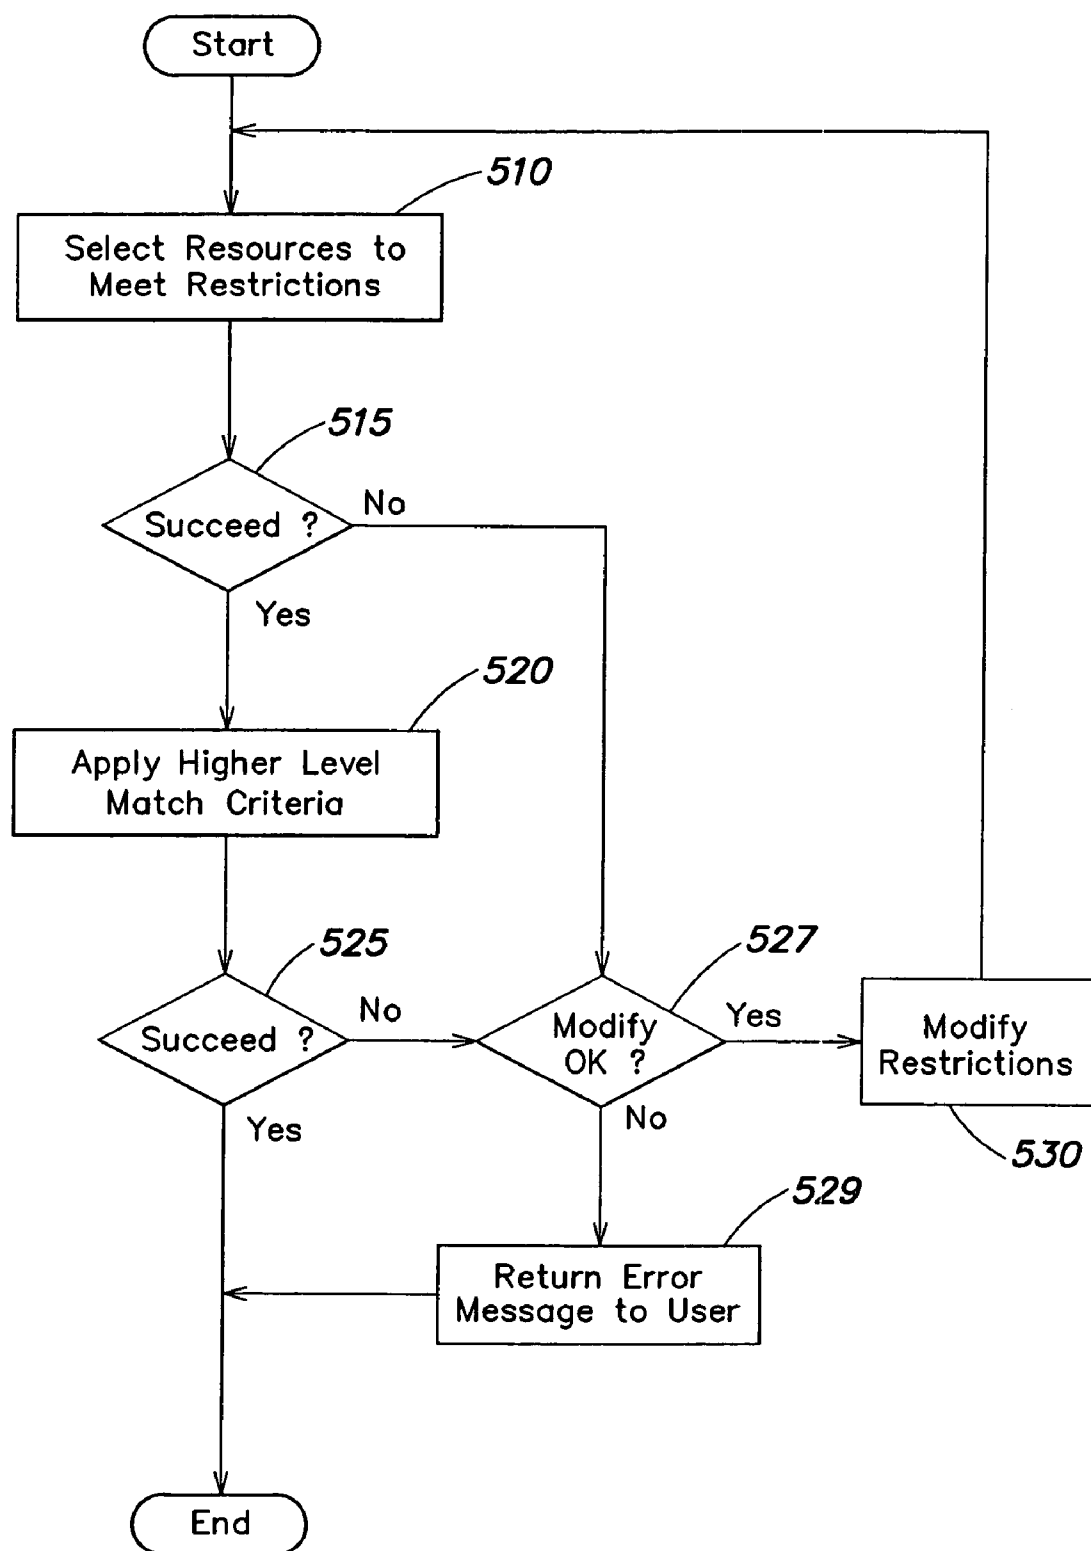 Start
510
Select Resources to
Meet Restrictions
515
Succeed ?
No
Yes
520
Apply Higher Level
Match Criteria
525
Succeed ?
No
Yes
527
Modify
OK ?
Yes
No
Modify
Restrictions
530
529
Return Error
Message to User
End